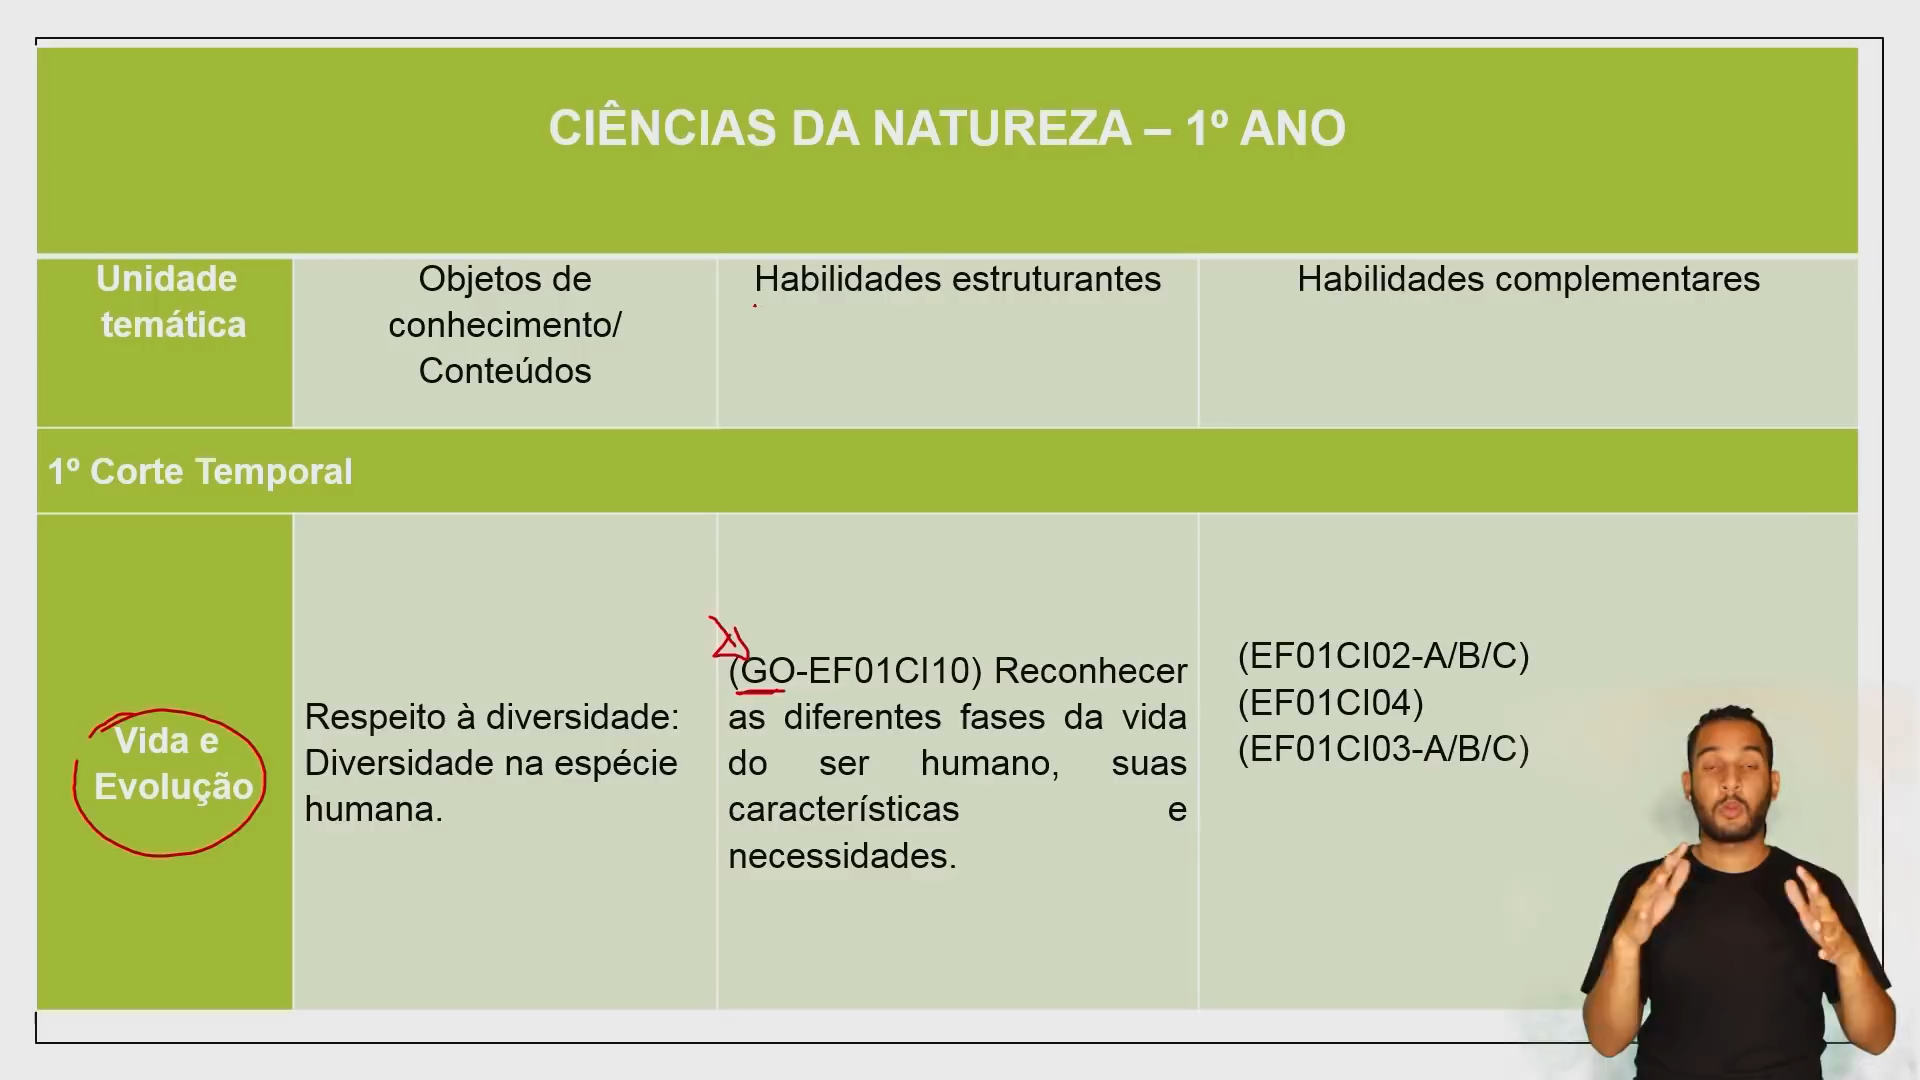 CIÊNCIAS DA NATUREZA – 1º ANO
Unidade
temática
Objetos de
conhecimento/
Conteúdos
Habilidades estruturantes
Habilidades complementares
1º Corte Temporal
Vida e
Evolução
Respeito à diversidade:
Diversidade na espécie
humana.
(GO-EF01CI10) Reconhecer
as diferentes fases da vida
do ser humano, suas
características e
necessidades.
(EF01CI02-A/B/C)
(EF01CI04)
(EF01CI03-A/B/C)